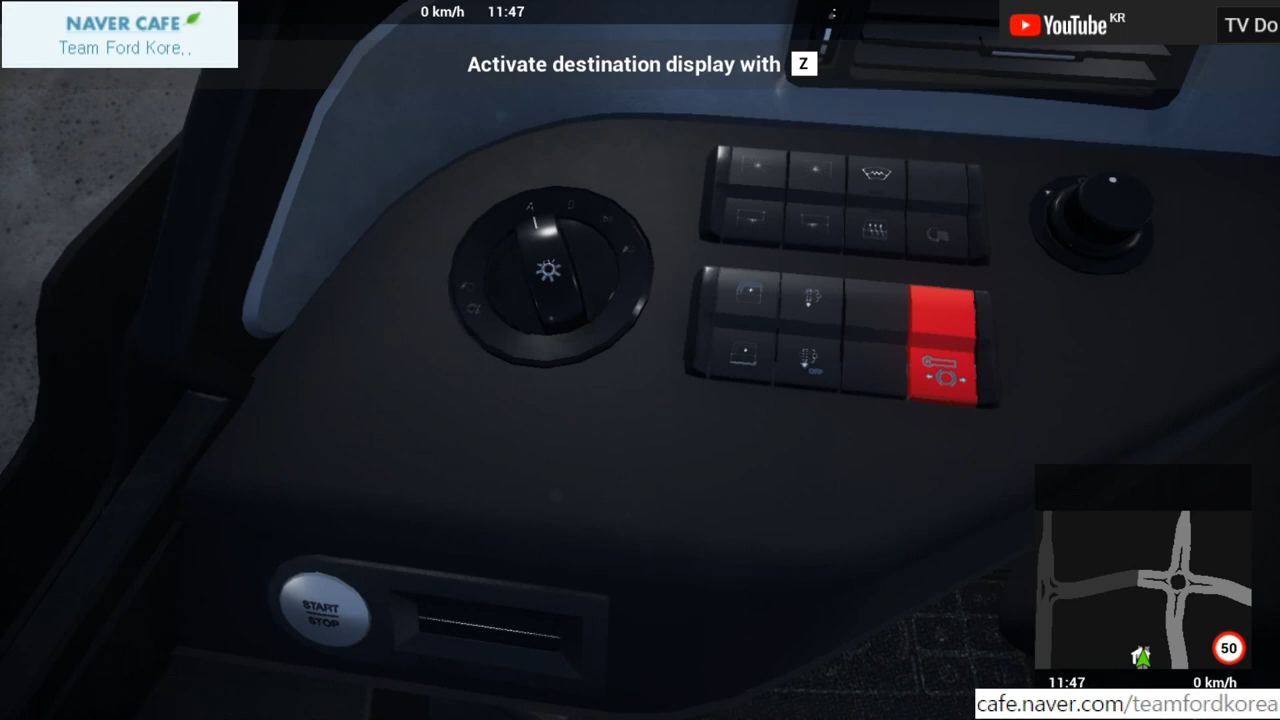 NAVER CAFE
Team Ford Kore,,
0 km/h 11:47
YouTube KR
TV Do
Activate destination display with Z
A D
OFF
START
STOP
50
11:47 0 km/h
cafe.naver.com/teamfordkorea